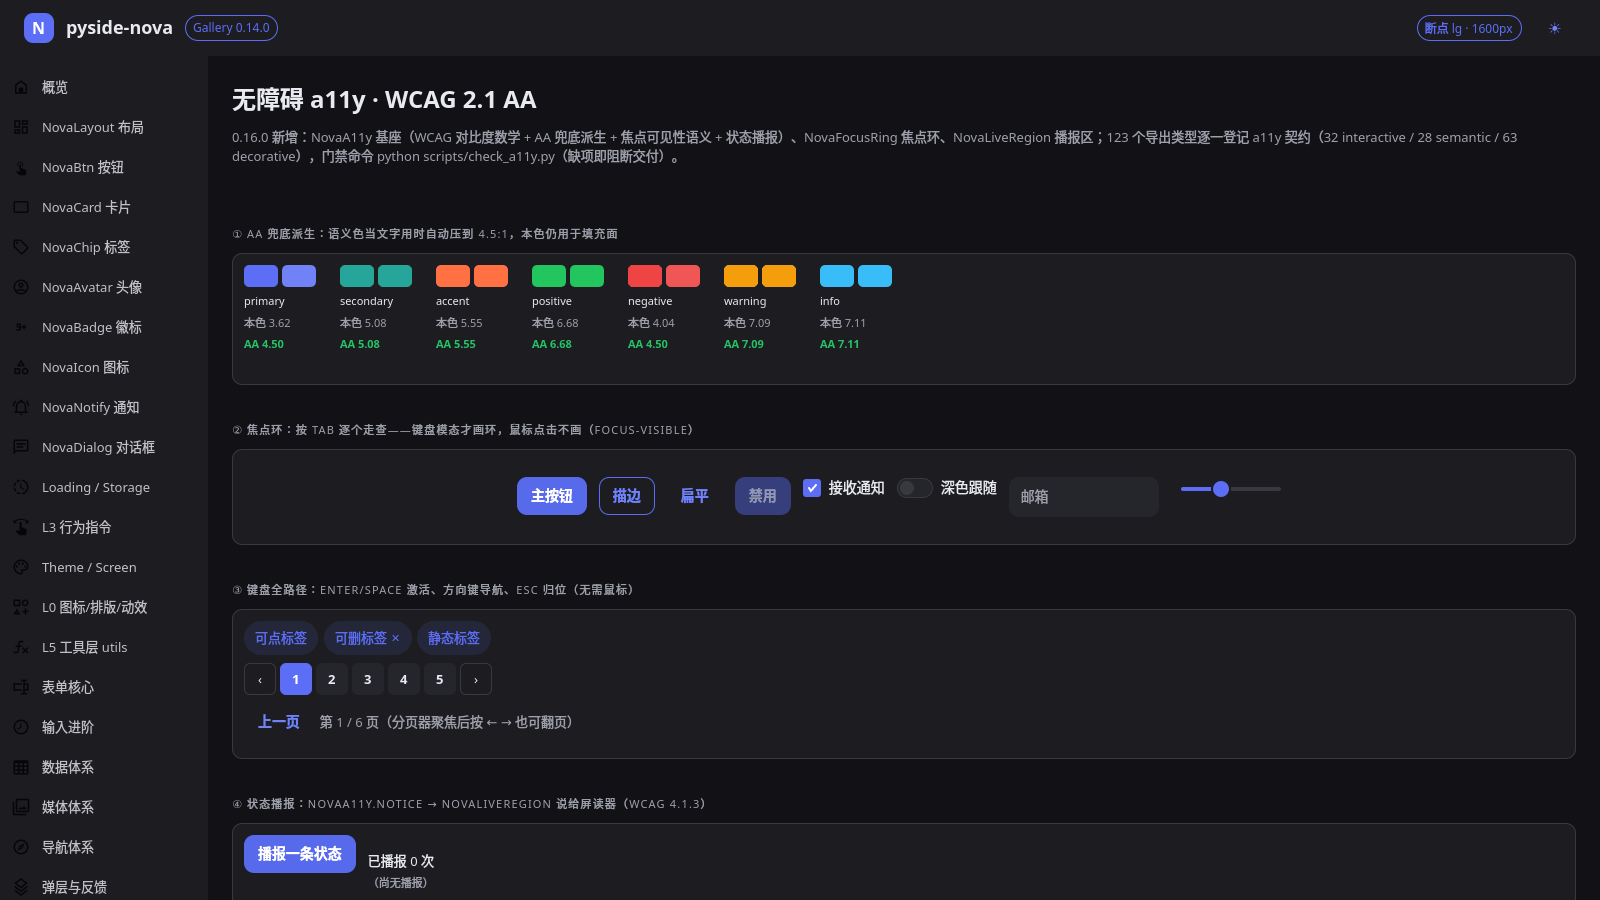 N
pyside-nova
Gallery 0.14.0
断点 lg · 1600px
概览
NovaLayout 布局
NovaBtn 按钮
NovaCard 卡片
NovaChip 标签
NovaAvatar 头像
9+
NovaBadge 徽标
NovaIcon 图标
NovaNotify 通知
NovaDialog 对话框
Loading / Storage
L3 行为指令
Theme / Screen
L0 图标/排版/动效
L5 工具层 utils
表单核心
输入进阶
数据体系
媒体体系
导航体系
弹层与反馈
无障碍 a11y · WCAG 2.1 AA
0.16.0 新增：NovaA11y 基座（WCAG 对比度数学 + AA 兜底派生 + 焦点可见性语义 + 状态播报）、NovaFocusRing 焦点环、NovaLiveRegion 播报区；123 个导出类型逐一登记 a11y 契约（32 interactive / 28 semantic / 63
decorative），门禁命令 python scripts/check_a11y.py（缺项即阻断交付）。
① AA 兜底派生：语义色当文字用时自动压到 4.5:1，本色仍用于填充面
primary secondary accent positive negative warning info
本色 3.62 本色 5.08 本色 5.55 本色 6.68 本色 4.04 本色 7.09 本色 7.11
AA 4.50 AA 5.08 AA 5.55 AA 6.68 AA 4.50 AA 7.09 AA 7.11
② 焦点环：按 TAB 逐个走查——键盘模态才画环，鼠标点击不画（FOCUS-VISIBLE）
主按钮 描边 扁平 禁用 接收通知 深色跟随 邮箱
③ 键盘全路径：ENTER/SPACE 激活、方向键导航、ESC 归位（无需鼠标）
可点标签 可删标签 × 静态标签
‹ 1 2 3 4 5 ›
上一页 第 1 / 6 页（分页器聚焦后按 ← → 也可翻页）
④ 状态播报：NOVAA11Y.NOTICE → NOVALIVEREGION 说给屏读器（WCAG 4.1.3）
播报一条状态 已播报 0 次
（尚无播报）